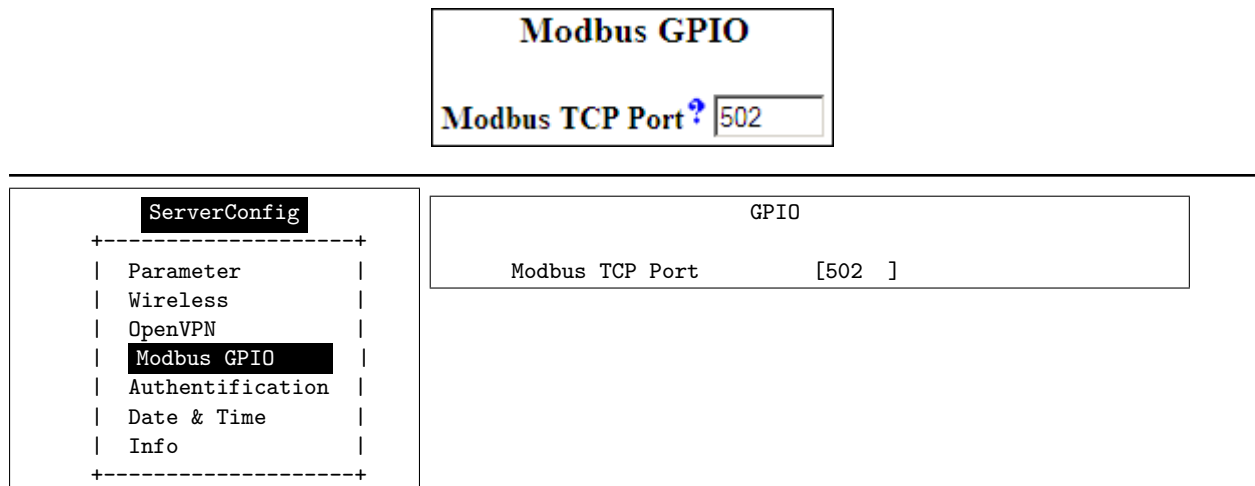 Modbus GPIO
Modbus TCP Port? 502
ServerConfig
+--------------------+
| Parameter |
| Wireless |
| OpenVPN |
| Modbus GPIO |
| Authentification |
| Date & Time |
| Info |
+--------------------+
GPIO
Modbus TCP Port [502 ]